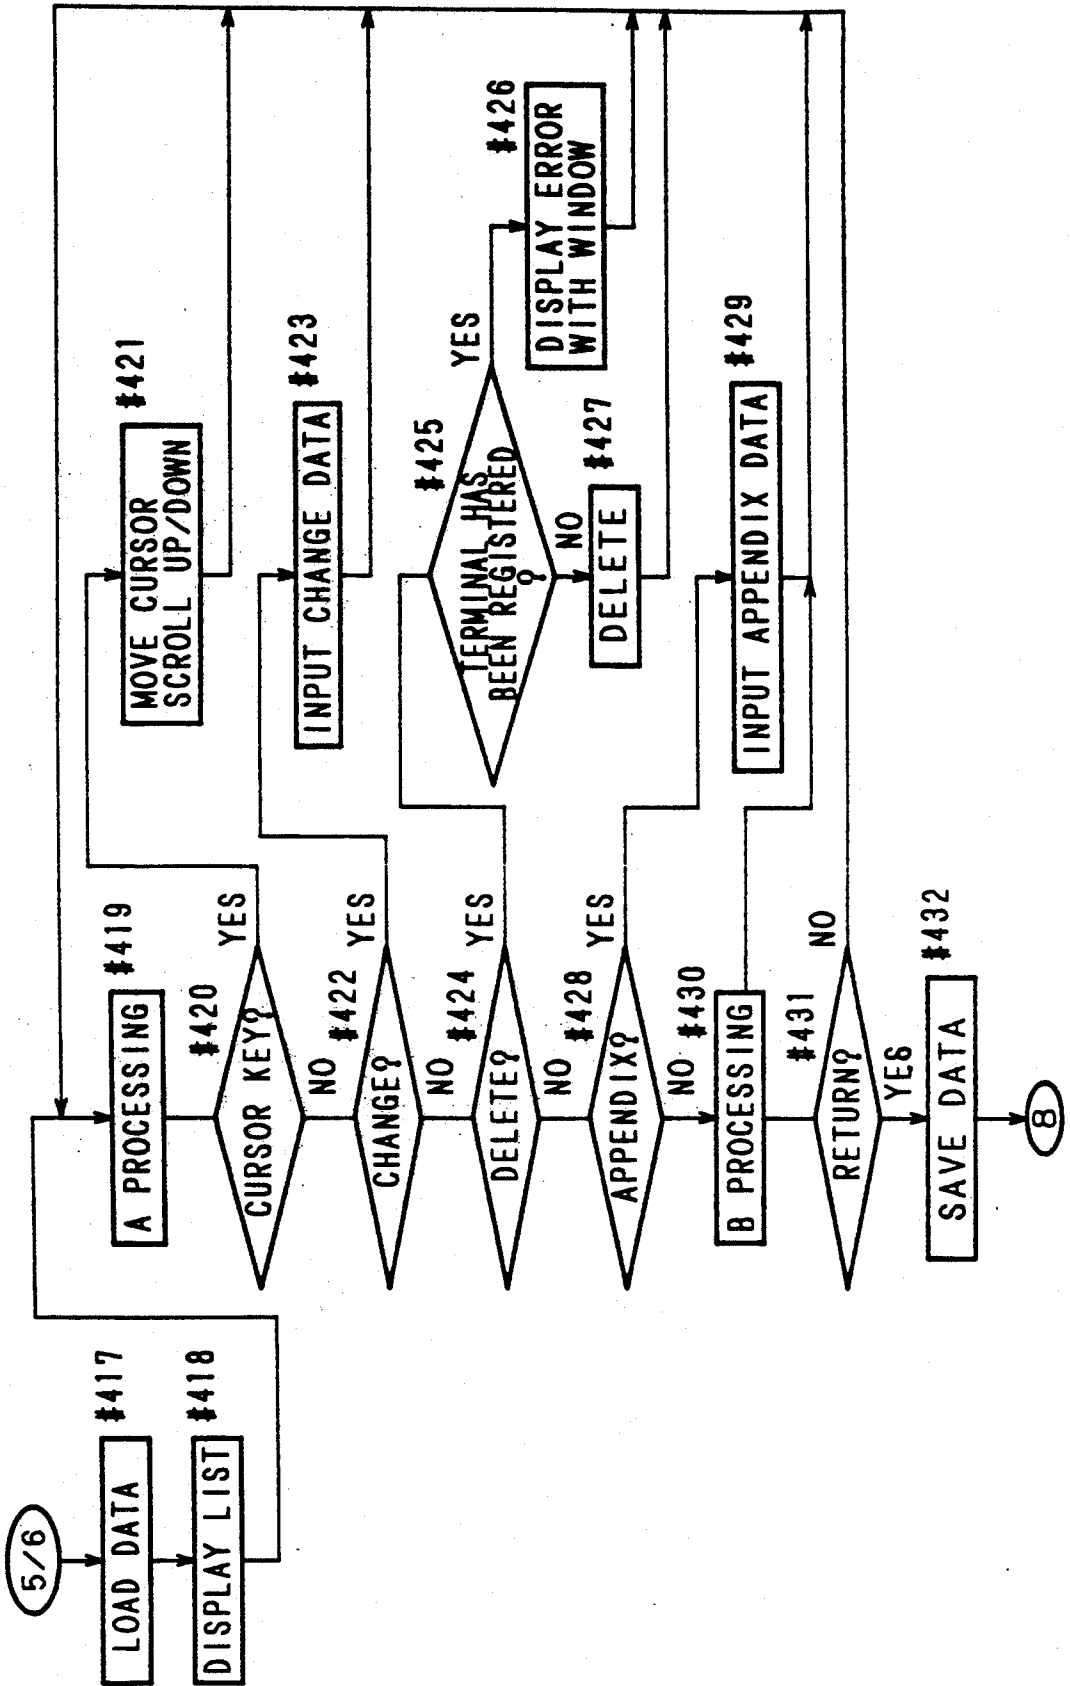 5/6
#417
LOAD DATA
#418
DISPLAY LIST
#419
A PROCESSING
#420
CURSOR KEY?
YES
NO
#421
MOVE CURSOR
SCROLL UP/DOWN
#422
CHANGE?
YES
NO
#423
INPUT CHANGE DATA
#424
DELETE?
YES
NO
#425
TERMINAL HAS
BEEN REGISTERED
?
YES
NO
#426
DISPLAY ERROR
WITH WINDOW
#427
DELETE
#428
APPENDIX?
YES
NO
#429
INPUT APPENDIX DATA
#430
B PROCESSING
#431
RETURN?
NO
YES
#432
SAVE DATA
8